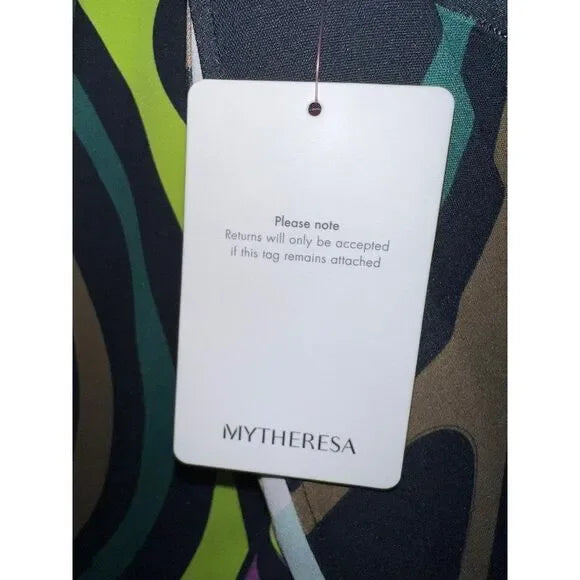 Please note
Returns will only be accepted
if this tag remains attached
MYTHERESA